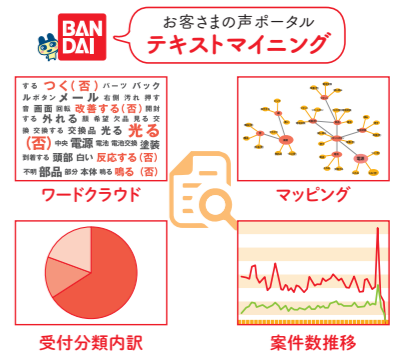 BAN
DAI
お客さまの声ポータル
テキストマイニング
する つく(否) パーツ パック
ルボタン メール 右側 汚れ 押す
音 画面 回転 改善する(否) 開封
する 外れる 顔 希望 欠品 見る 交
換 交換する 交換品 光る 光る
(否) 中央 電源 電池 電池交換 塗装
到着する 頭部 白い 反応する(否)
不明 部品 部分 本体 鳴る 鳴る(否)
ワードクラウド
マッピング
受付分類内訳
案件数推移